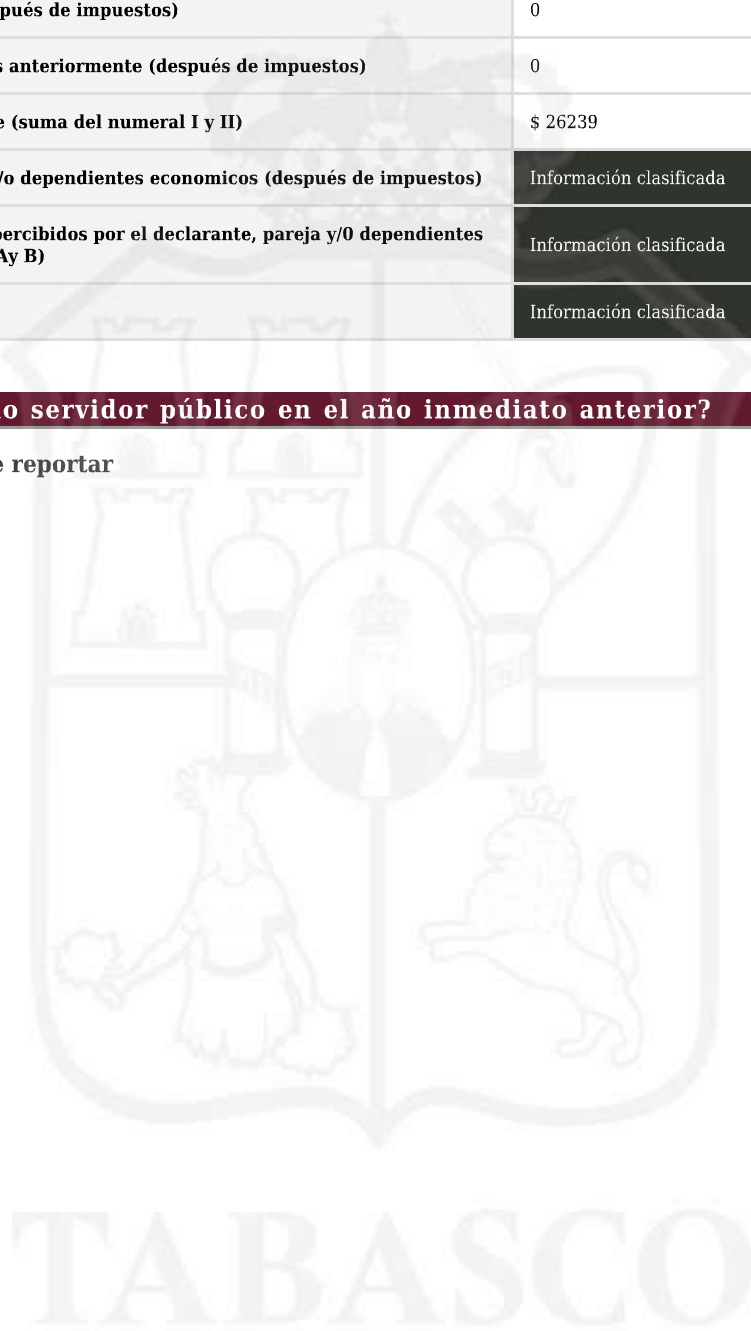 pués de impuestos) 0
s anteriormente (después de impuestos) 0
e (suma del numeral I y II) $ 26239
/o dependientes economicos (después de impuestos) Información clasificada
percibidos por el declarante, pareja y/0 dependientes Información clasificada
Ay B)
Información clasificada
lo servidor público en el año inmediato anterior?
e reportar
TABASCO